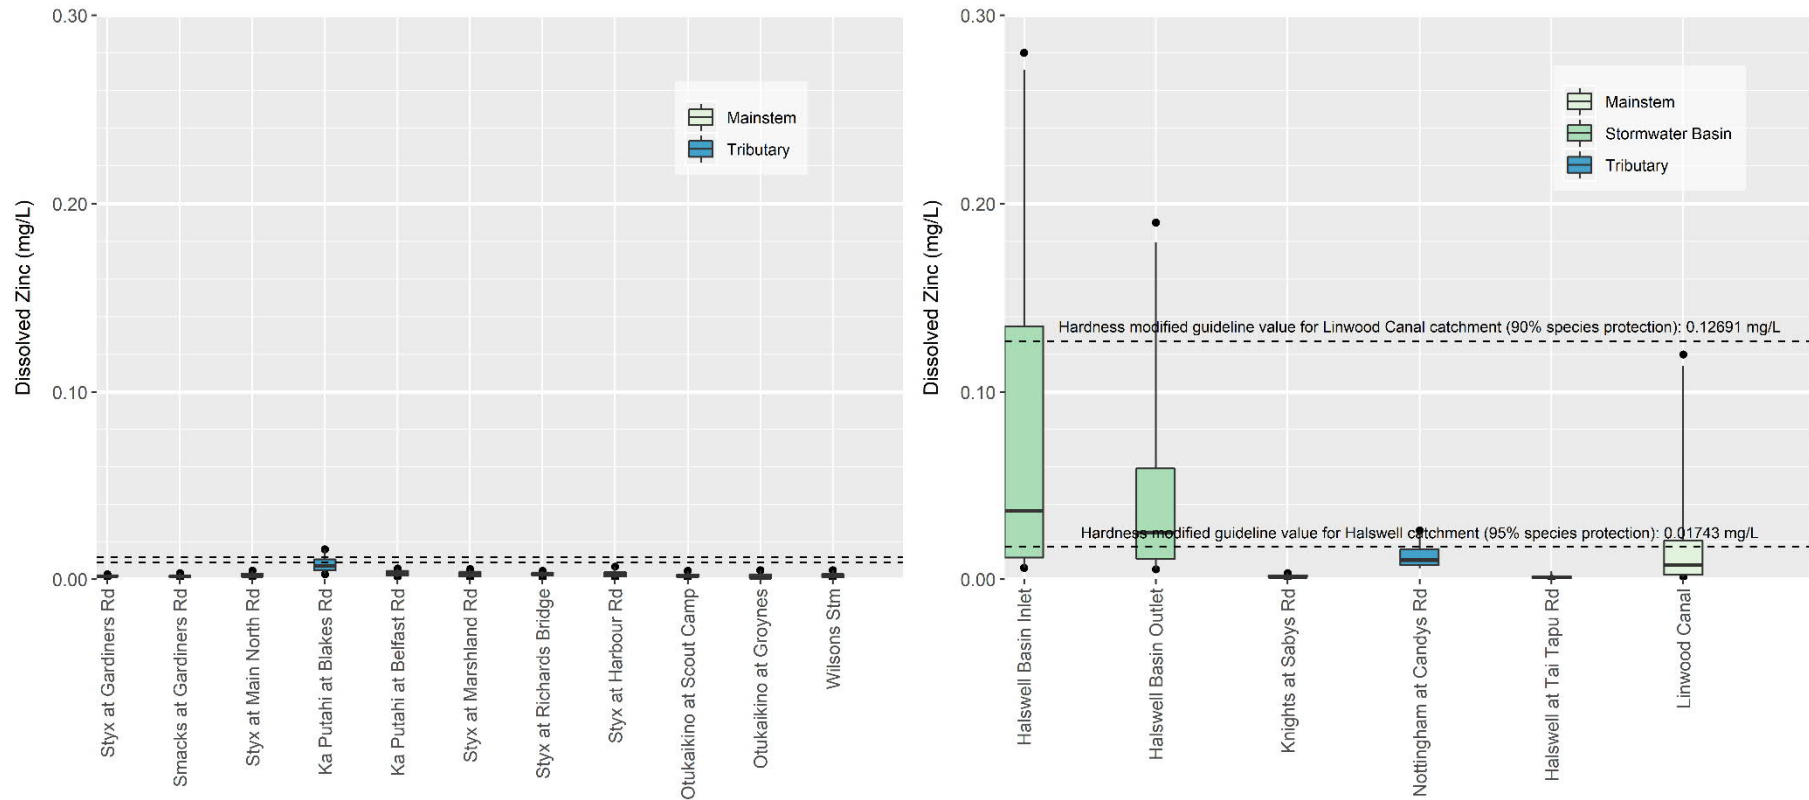 0.30
0.20
0.10
0.00
Dissolved Zinc (mg/L)
Mainstem
Tributary
Styx at Gardiners Rd
Smacks at Gardiners Rd
Styx at Main North Rd
Ka Putahi at Blakes Rd
Ka Putahi at Belfast Rd
Styx at Marshland Rd
Styx at Richards Bridge
Styx at Harbour Rd
Otukaikino at Scout Camp
Otukaikino at Groynes
Wilsons Stm
0.30
0.20
0.10
0.00
Dissolved Zinc (mg/L)
Mainstem
Stormwater Basin
Tributary
Hardness modified guideline value for Linwood Canal catchment (90% species protection): 0.12691 mg/L
Hardness modified guideline value for Halswell catchment (95% species protection): 0.01743 mg/L
Halswell Basin Inlet
Halswell Basin Outlet
Knights at Sabys Rd
Nottingham at Candys Rd
Halswell at Tai Tapu Rd
Linwood Canal